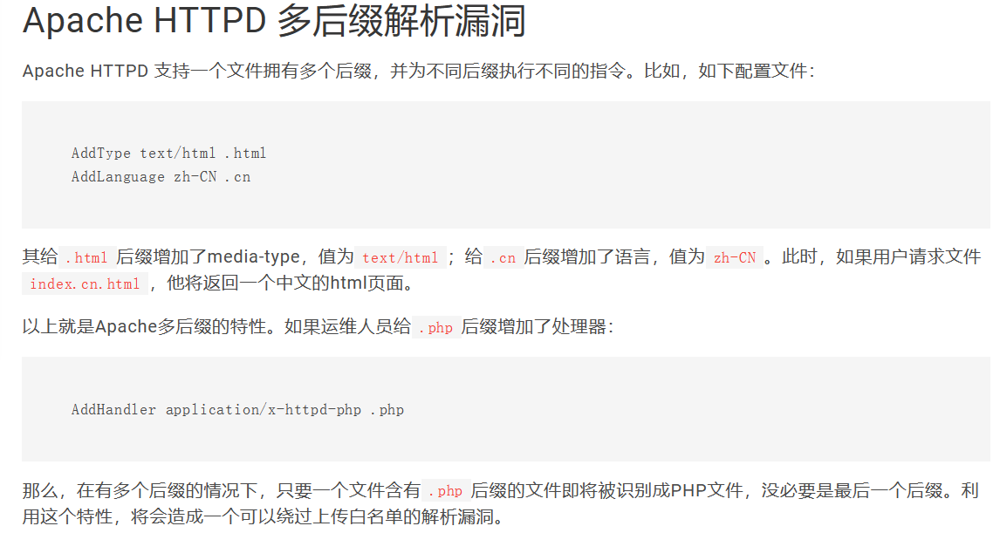 Apache HTTPD 多后缀解析漏洞
Apache HTTPD 支持一个文件拥有多个后缀，并为不同后缀执行不同的指令。比如，如下配置文件：
AddType text/html .html
AddLanguage zh-CN .cn
其给 .html 后缀增加了media-type，值为 text/html ；给 .cn 后缀增加了语言，值为 zh-CN 。此时，如果用户请求文件
index.cn.html ，他将返回一个中文的html页面。
以上就是Apache多后缀的特性。如果运维人员给 .php 后缀增加了处理器：
AddHandler application/x-httpd-php .php
那么，在有多个后缀的情况下，只要一个文件含有 .php 后缀的文件即将被识别成PHP文件，没必要是最后一个后缀。利
用这个特性，将会造成一个可以绕过上传白名单的解析漏洞。